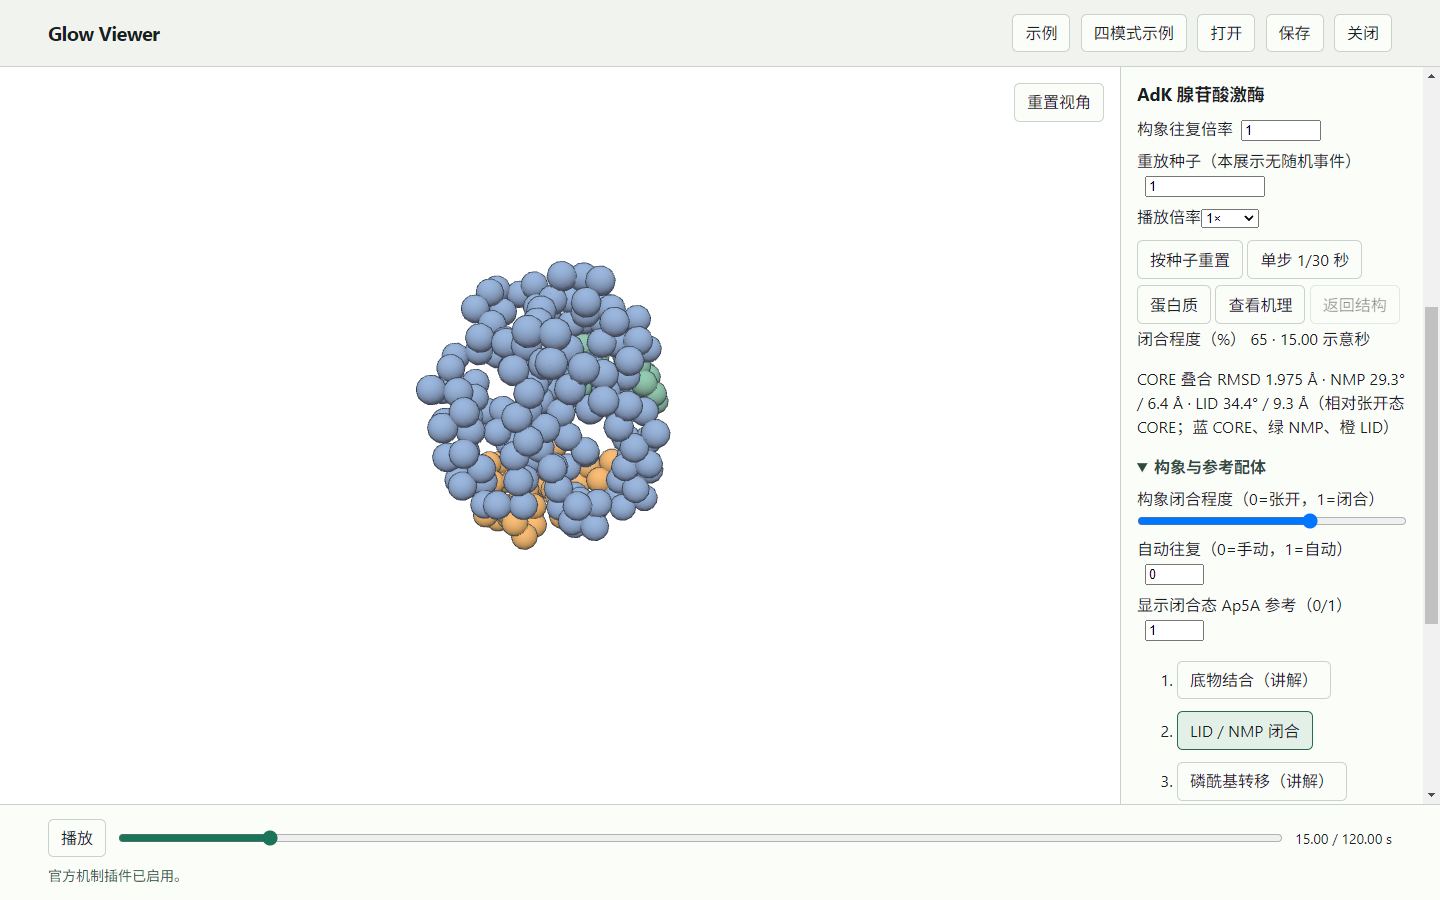 Glow Viewer
示例
四模式示例
打开
保存
关闭
重置视角
AdK 腺苷酸激酶
构象往复倍率 1
重放种子（本展示无随机事件）
1
播放倍率 1×
按种子重置
单步 1/30 秒
蛋白质
查看机理
返回结构
闭合程度（%） 65 · 15.00 示意秒
CORE 叠合 RMSD 1.975 Å · NMP 29.3°
/ 6.4 Å · LID 34.4° / 9.3 Å（相对张开态
CORE；蓝 CORE、绿 NMP、橙 LID）
▼ 构象与参考配体
构象闭合程度（0=张开，1=闭合）
自动往复（0=手动，1=自动）
0
显示闭合态 Ap5A 参考（0/1）
1
1. 底物结合（讲解）
2. LID / NMP 闭合
3. 磷酰基转移（讲解）
播放
15.00 / 120.00 s
官方机制插件已启用。